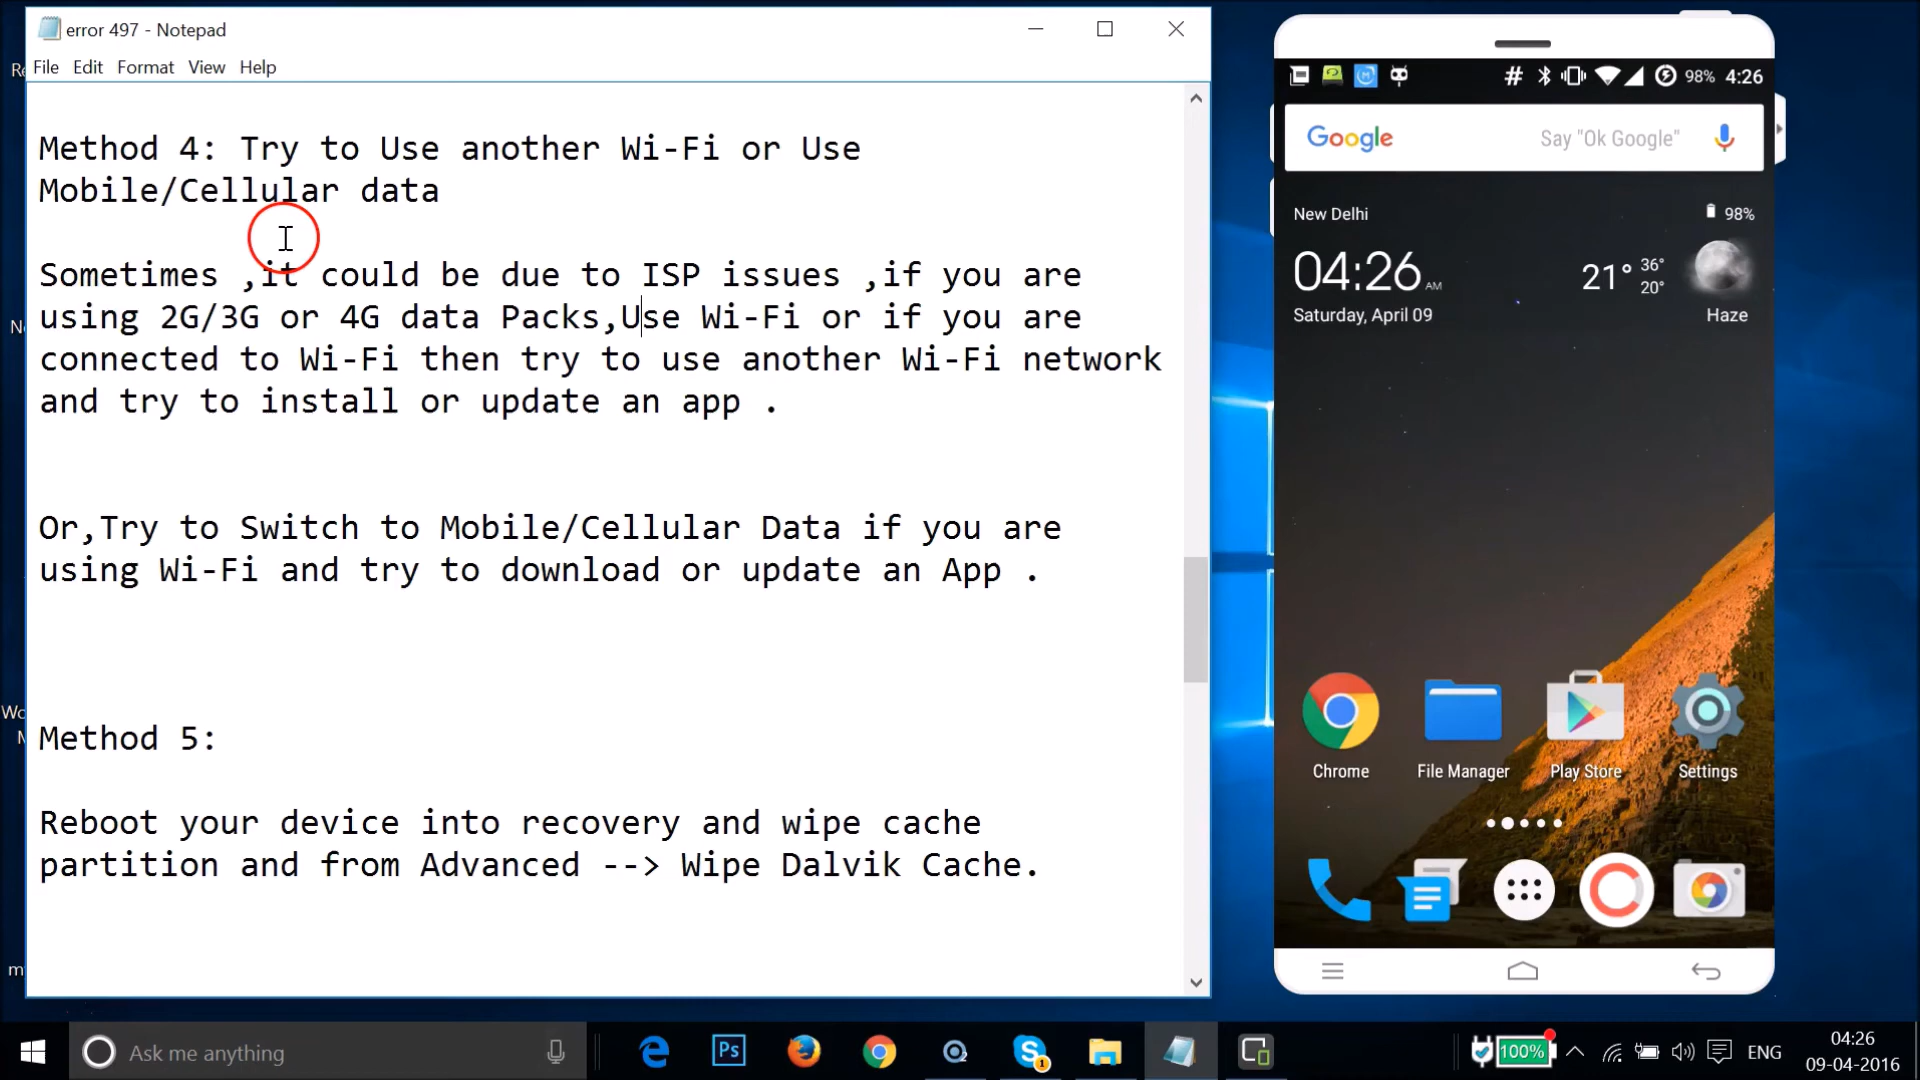 error 497 - Notepad
File Edit Format View Help
Method 4: Try to Use another Wi-Fi or Use
Mobile/Cellular data
Sometimes ,it could be due to ISP issues ,if you are
using 2G/3G or 4G data Packs,Use Wi-Fi or if you are
connected to Wi-Fi then try to use another Wi-Fi network
and try to install or update an app .
Or,Try to Switch to Mobile/Cellular Data if you are
using Wi-Fi and try to download or update an App .
Method 5:
Reboot your device into recovery and wipe cache
partition and from Advanced --> Wipe Dalvik Cache.
98% 4:26
Google Say "Ok Google"
New Delhi 98%
04:26 AM 21° 36° 20°
Saturday, April 09 Haze
Chrome File Manager Play Store Settings
Ask me anything
Ps
1
100%
ENG
04:26
09-04-2016